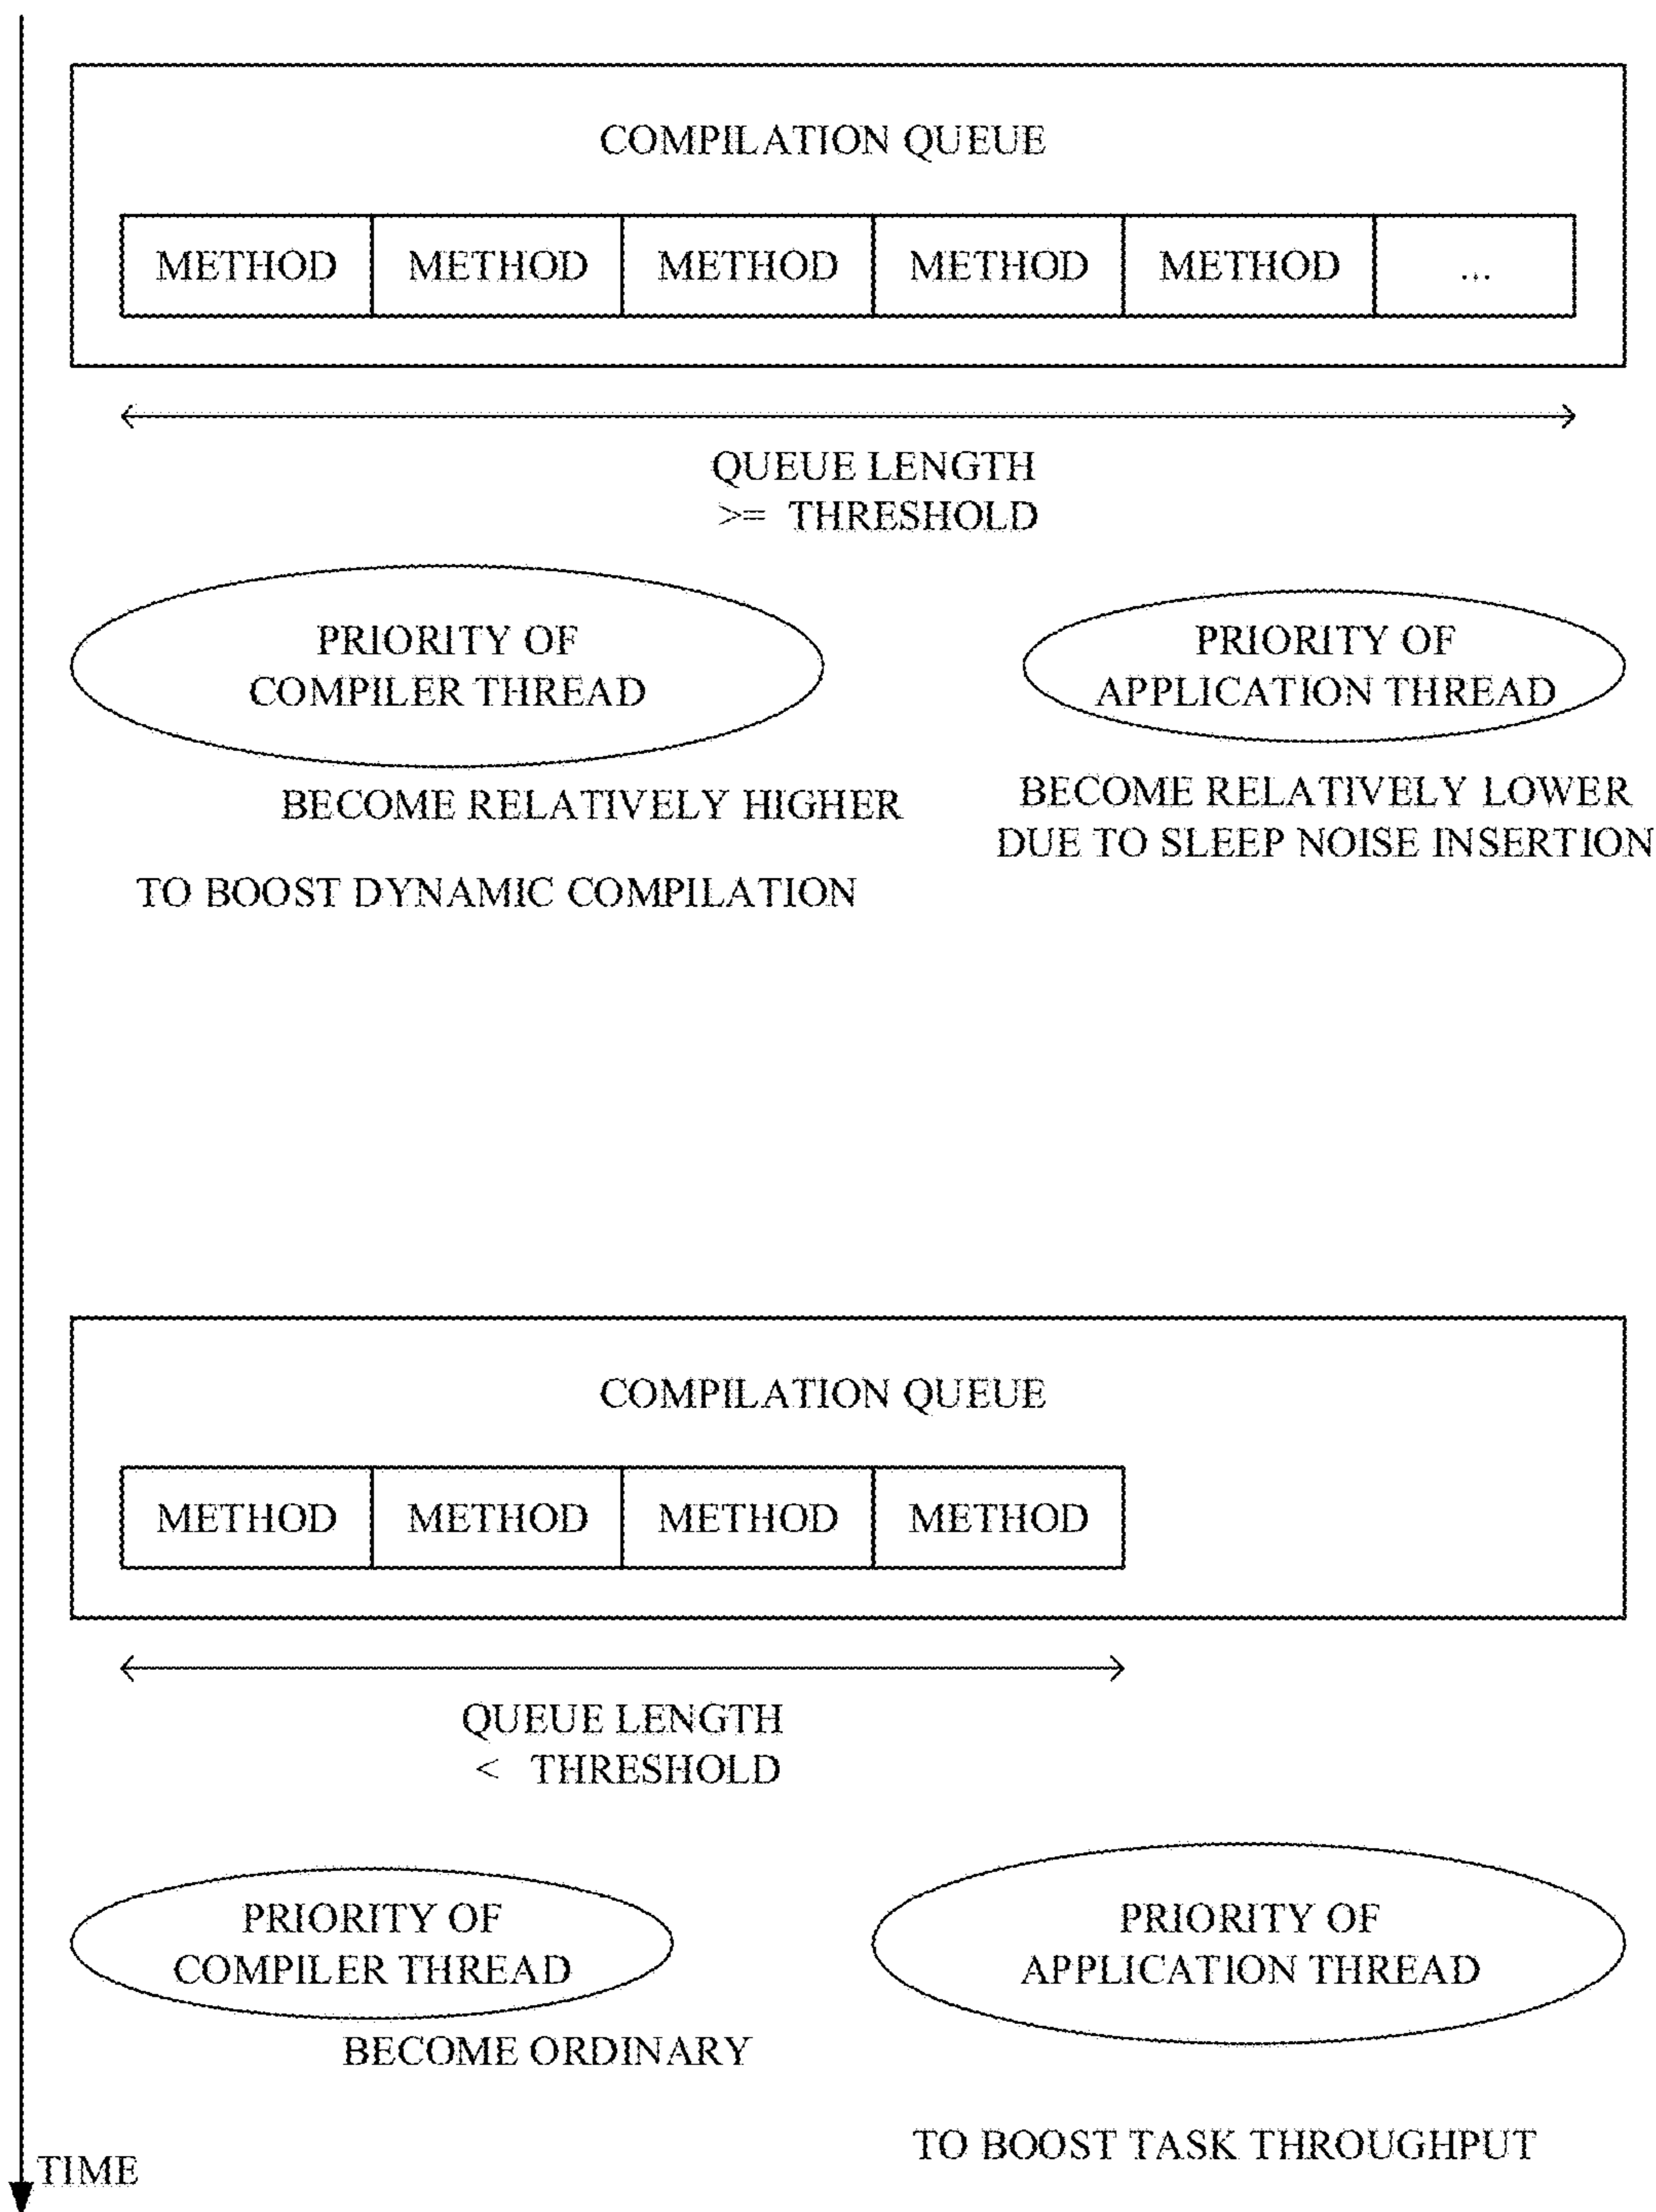 COMPILATION QUEUE
METHOD METHOD METHOD METHOD METHOD ...
QUEUE LENGTH
>= THRESHOLD
PRIORITY OF
COMPILER THREAD
PRIORITY OF
APPLICATION THREAD
BECOME RELATIVELY HIGHER
BECOME RELATIVELY LOWER
DUE TO SLEEP NOISE INSERTION
TO BOOST DYNAMIC COMPILATION
COMPILATION QUEUE
METHOD METHOD METHOD METHOD
QUEUE LENGTH
< THRESHOLD
PRIORITY OF
COMPILER THREAD
PRIORITY OF
APPLICATION THREAD
BECOME ORDINARY
TO BOOST TASK THROUGHPUT
TIME